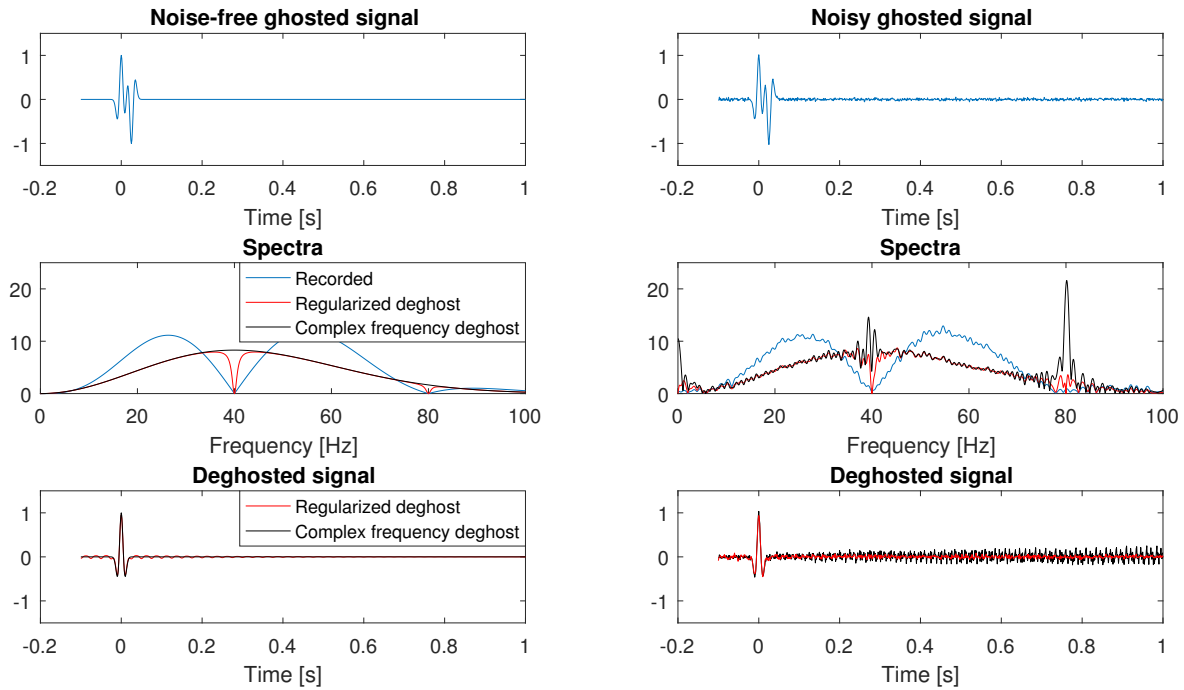 Noise-free ghosted signal
1
0
-1
-0.2 0 0.2 0.4 0.6 0.8 1
Time [s]
Noisy ghosted signal
1
0
-1
-0.2 0 0.2 0.4 0.6 0.8 1
Time [s]
Spectra
20
10
0
0 20 40 60 80 100
Frequency [Hz]
Recorded
Regularized deghost
Complex frequency deghost
Spectra
20
10
0
0 20 40 60 80 100
Frequency [Hz]
Deghosted signal
1
0
-1
-0.2 0 0.2 0.4 0.6 0.8 1
Time [s]
Regularized deghost
Complex frequency deghost
Deghosted signal
1
0
-1
-0.2 0 0.2 0.4 0.6 0.8 1
Time [s]